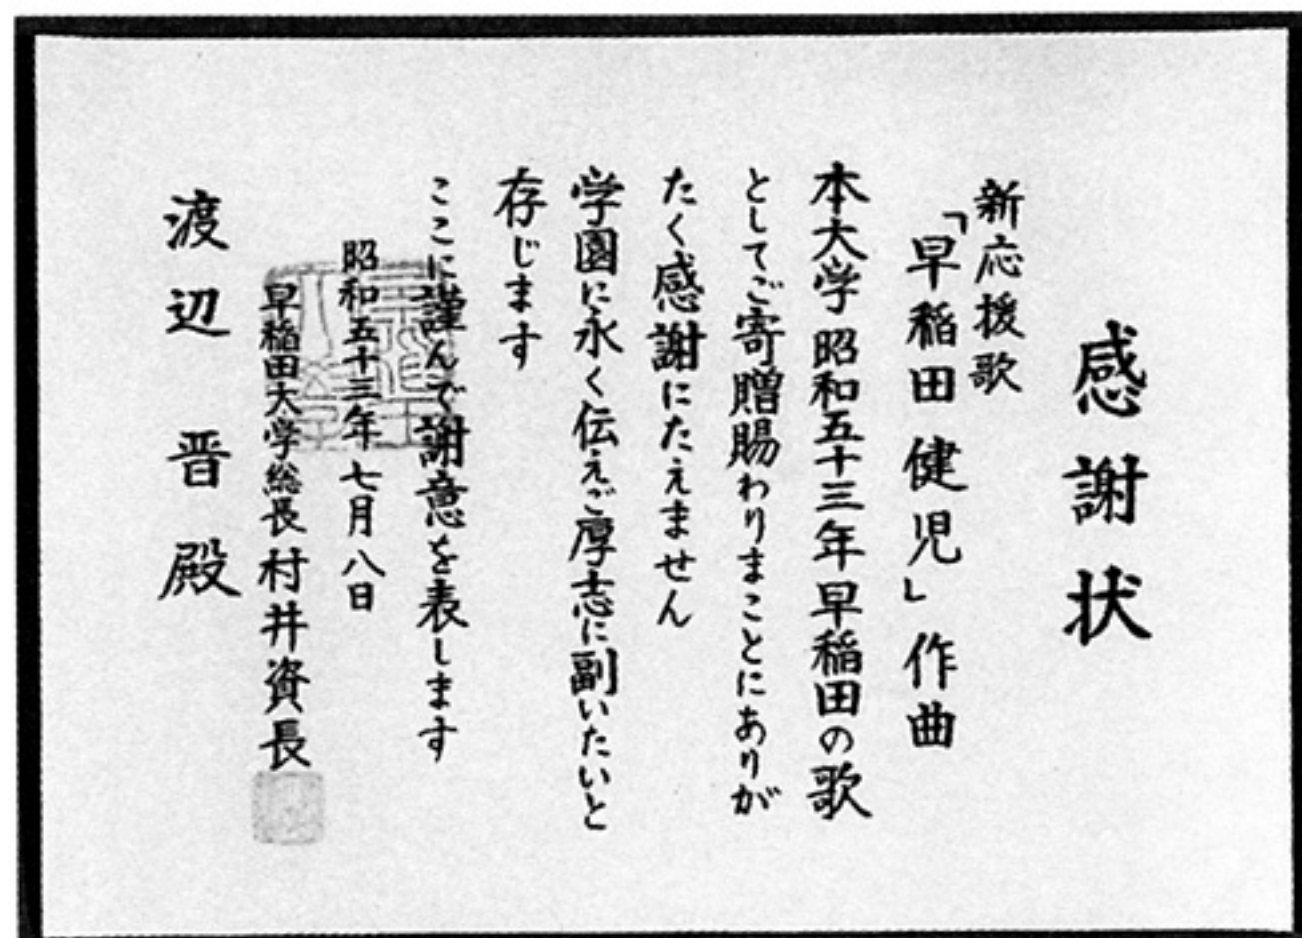 感謝状
新応援歌
「早稲田健児」作曲
本大学昭和五十三年早稲田の歌
としてご寄贈賜わりまことにありが
たく感謝にたえません
学園に永く伝えご厚志に副いたいと
存じます
ここに謹んで謝意を表します
昭和五十三年七月八日
早稲田大学総長村井資長
渡辺晋殿